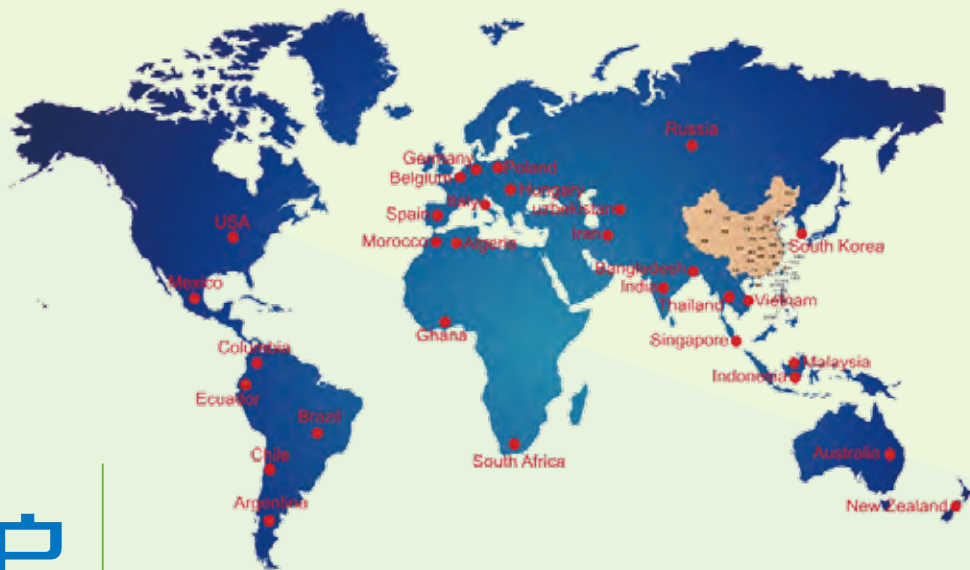 Russia
Germany
Poland
Belgium
Hungary
Italy
uzbekistan
Spain
USA
Iran
Morocco
Algeria
South Korea
Bangladesh
India
Mexico
Thailand
Vietnam
Ghana
Singapore
Columbia
Malaysia
Indonesia
Ecuador
Brazil
Chile
Australia
South Africa
Argentina
New Zealand